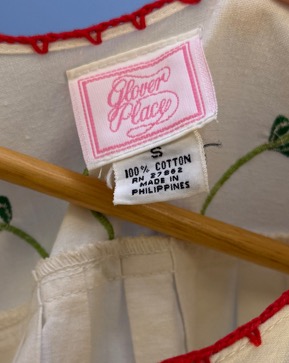 Glover
Place
S
100% COTTON
RN 27862
MADE IN
PHILIPPINES